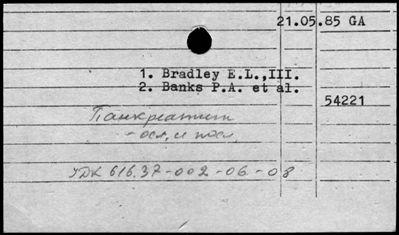 21.05.85 GA
1. Bradley E.L.,III.
2. Banks P.A. et al.
54221
Панкреатит
- осл, и посл,
УДК 616.37-002-06-08